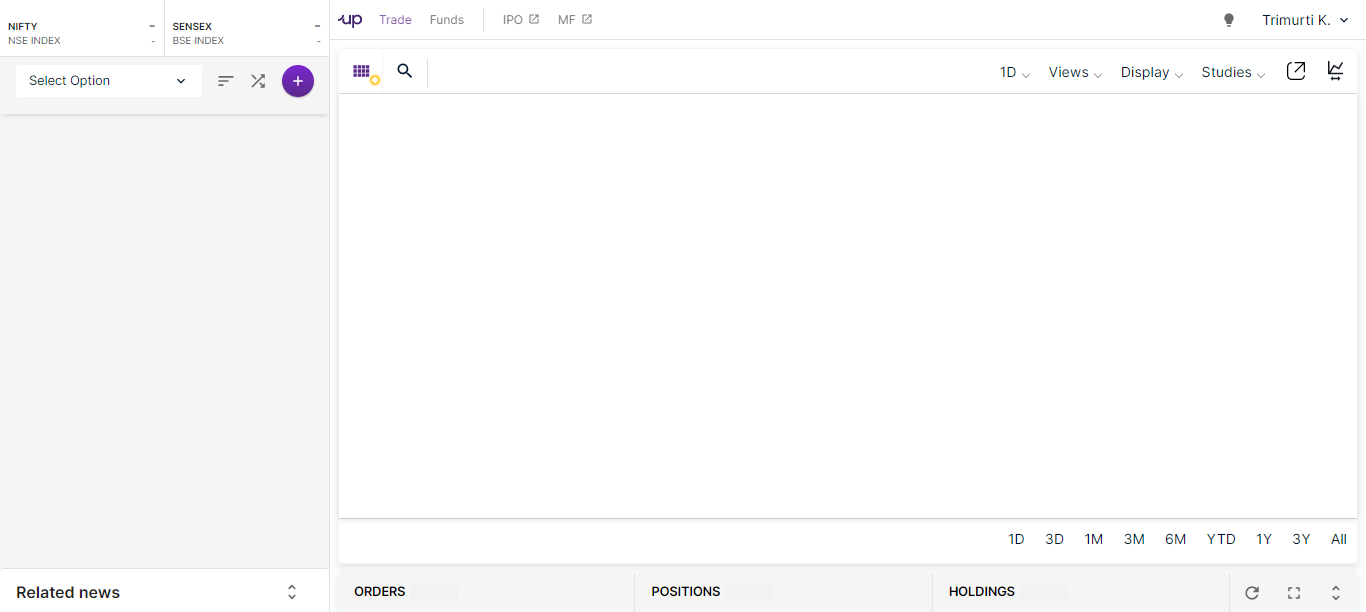 NIFTY -
NSE INDEX -
SENSEX -
BSE INDEX -
up Trade Funds IPO MF Trimurti K.
Select Option
+
1D Views Display Studies
1D 3D 1M 3M 6M YTD 1Y 3Y All
Related news
ORDERS POSITIONS HOLDINGS